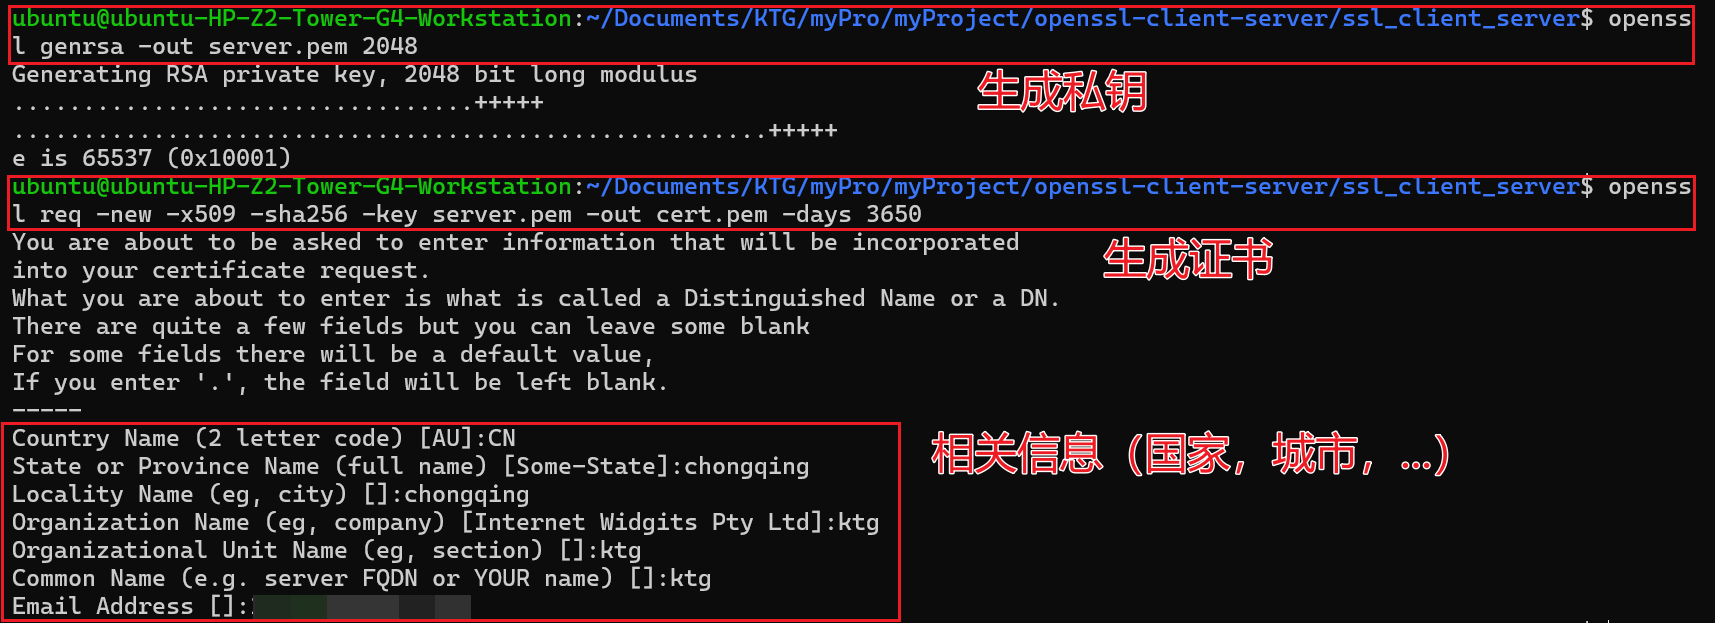 ubuntu@ubuntu-HP-Z2-Tower-G4-Workstation:~/Documents/KTG/myPro/myProject/openssl-client-server/ssl_client_server$ openss
l genrsa -out server.pem 2048
Generating RSA private key, 2048 bit long modulus
生成私钥
.................................+++++
......................................................+++++
e is 65537 (0x10001)
ubuntu@ubuntu-HP-Z2-Tower-G4-Workstation:~/Documents/KTG/myPro/myProject/openssl-client-server/ssl_client_server$ openss
l req -new -x509 -sha256 -key server.pem -out cert.pem -days 3650
You are about to be asked to enter information that will be incorporated
生成证书
into your certificate request.
What you are about to enter is what is called a Distinguished Name or a DN.
There are quite a few fields but you can leave some blank
For some fields there will be a default value,
If you enter '.', the field will be left blank.
-----
Country Name (2 letter code) [AU]:CN
相关信息（国家，城市，...）
State or Province Name (full name) [Some-State]:chongqing
Locality Name (eg, city) []:chongqing
Organization Name (eg, company) [Internet Widgits Pty Ltd]:ktg
Organizational Unit Name (eg, section) []:ktg
Common Name (e.g. server FQDN or YOUR name) []:ktg
Email Address []: